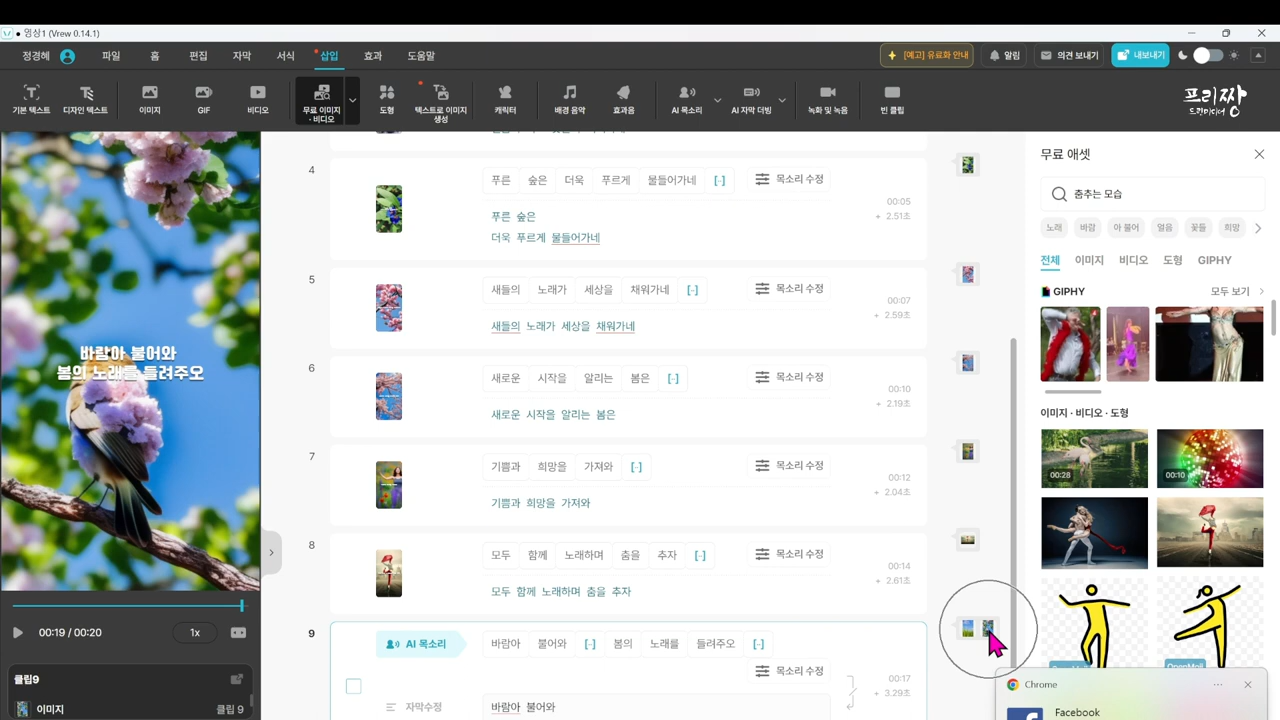 영상1 (Vrew 0.14.1)
정경혜 파일 홈 편집 자막 서식 삽입 효과 도움말 [예고] 유료화 안내 알림 의견 보내기 내보내기
기본 텍스트 디자인 텍스트 이미지 GIF 비디오 무료 이미지 · 비디오 도형 텍스트로 이미지 생성 캐릭터 배경 음악 효과음 AI 목소리 AI 자막 더빙 녹화 및 녹음 빈 클립
프리짱
드론미디어
바람아 불어와
봄의 노래를 들려주오
00:19 / 00:20 1x
클립9
이미지 클립 9
4 푸른 숲은 더욱 푸르게 물들어가네 [··] 목소리 수정
푸른 숲은
더욱 푸르게 물들어가네
00:05
+ 2.51초
5 새들의 노래가 세상을 채워가네 [··] 목소리 수정
새들의 노래가 세상을 채워가네
00:07
+ 2.59초
6 새로운 시작을 알리는 봄은 [··] 목소리 수정
새로운 시작을 알리는 봄은
00:10
+ 2.19초
7 기쁨과 희망을 가져와 [··] 목소리 수정
기쁨과 희망을 가져와
00:12
+ 2.04초
8 모두 함께 노래하며 춤을 추자 [··] 목소리 수정
모두 함께 노래하며 춤을 추자
00:14
+ 2.61초
9 AI 목소리 바람아 불어와 [··] 봄의 노래를 들려주오 [··]
목소리 수정
00:17
+ 3.29초
자막수정 바람아 불어와
무료 애셋
춤추는 모습
노래 바람 아 불어 얼음 꽃들 희망
전체 이미지 비디오 도형 GIPHY
GIPHY 모두 보기
이미지 · 비디오 · 도형
00:28 00:10
OpenMoji
Chrome
Facebook